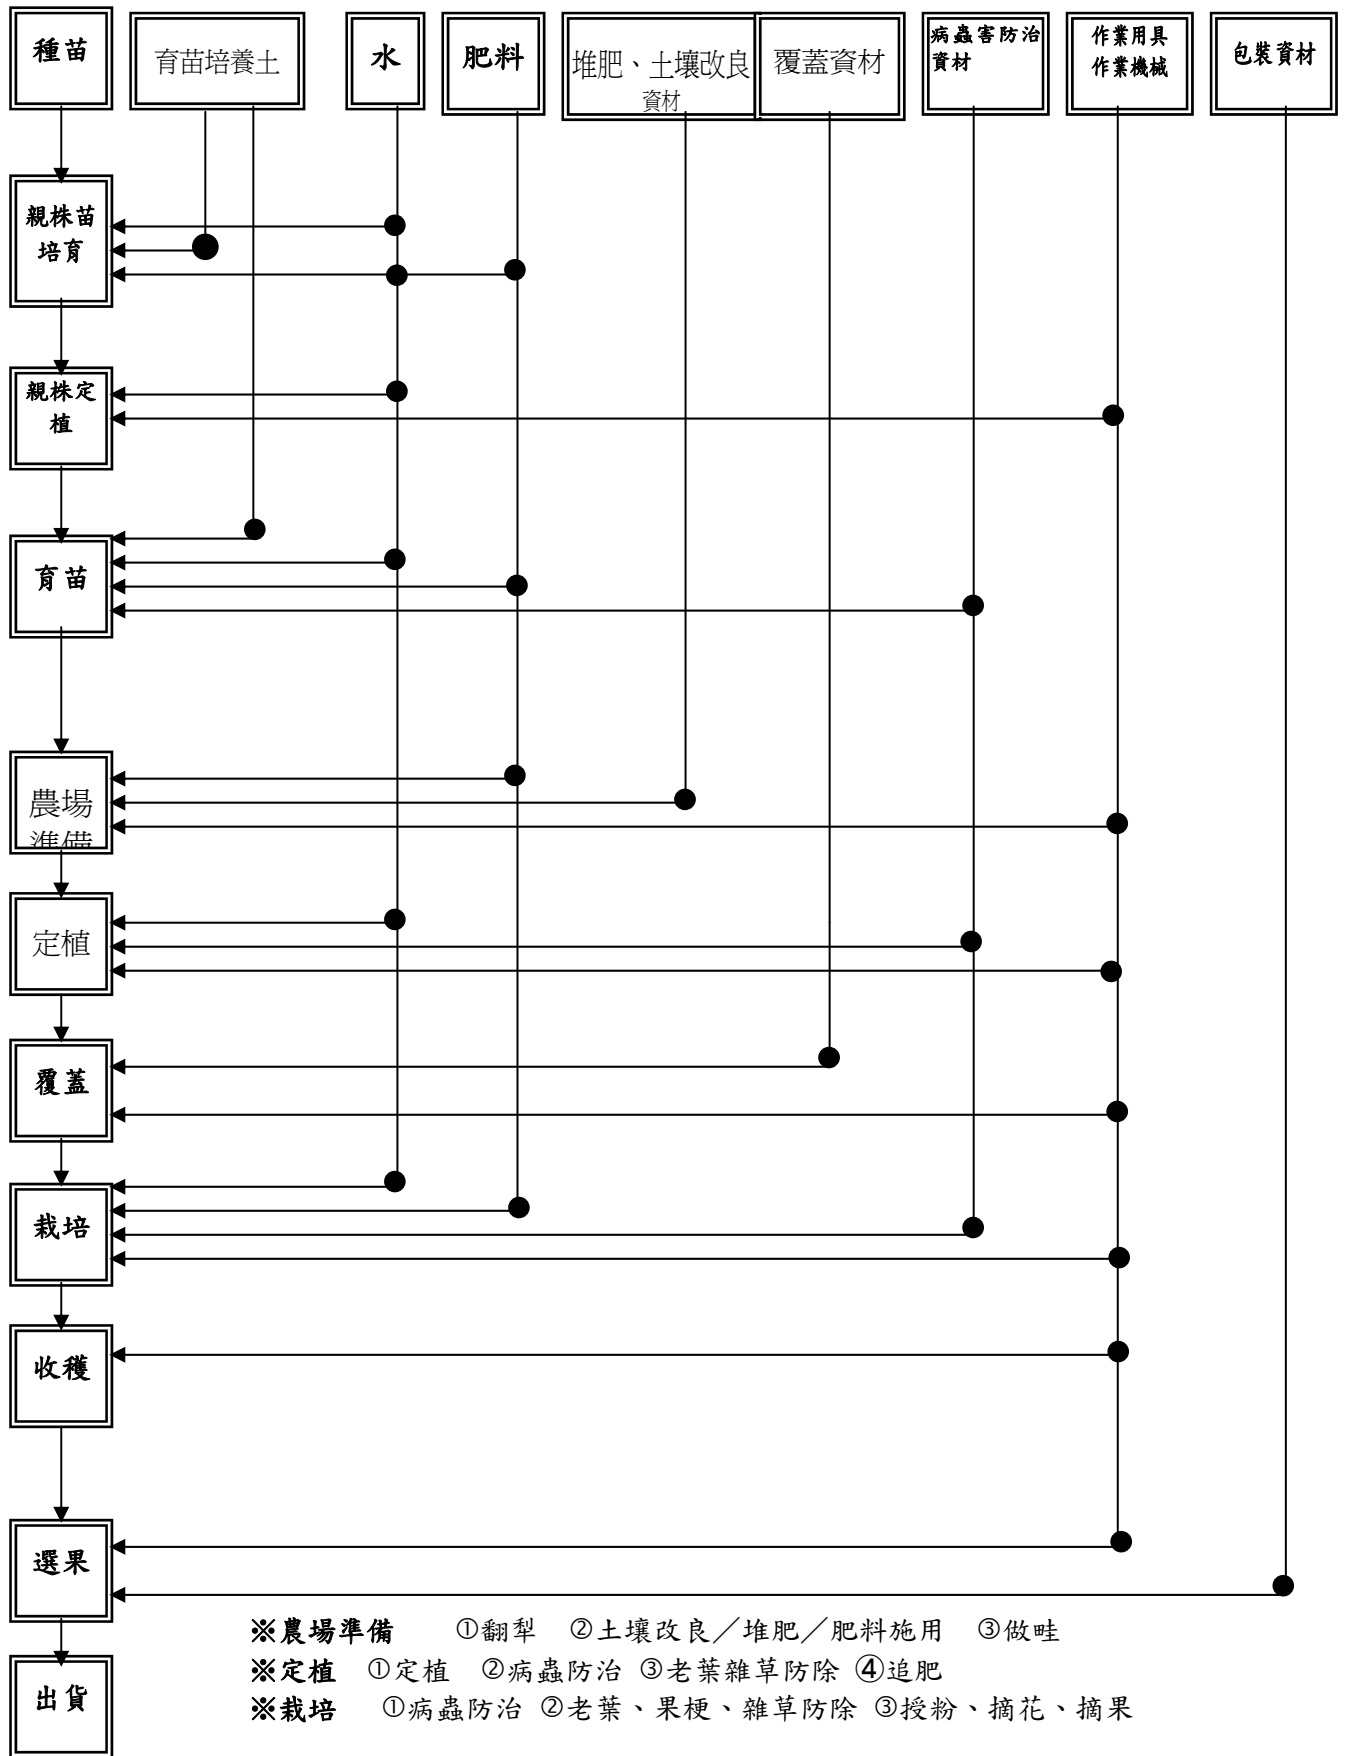 種苗
育苗培養土
水
肥料
堆肥、土壤改良
資材
覆蓋資材
病蟲害防治
資材
作業用具
作業機械
包裝資材
親株苗
培育
親株定
植
育苗
農場
準備
定植
覆蓋
栽培
收穫
選果
出貨
※農場準備 ①翻犁 ②土壤改良／堆肥／肥料施用 ③做畦
※定植 ①定植 ②病蟲防治 ③老葉雜草防除 ④追肥
※栽培 ①病蟲防治 ②老葉、果梗、雜草防除 ③授粉、摘花、摘果